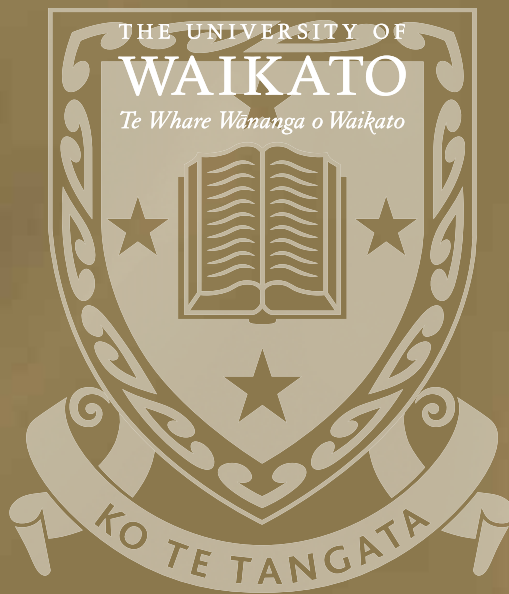 THE UNIVERSITY OF
WAIKATO
Te Whare Wānanga o Waikato
KO TE TANGATA